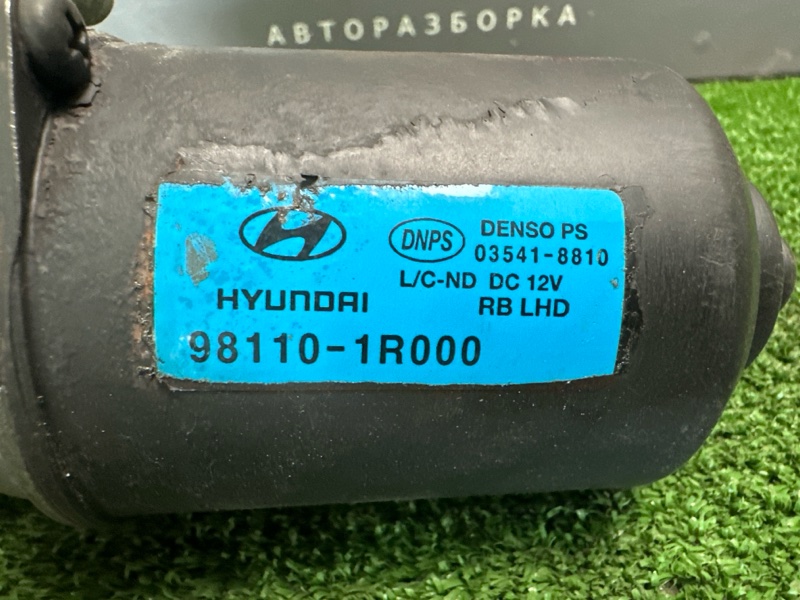 АВТОРАЗБОРКА
HYUNDAI
98110-1R000
DNPS
DENSO PS
03541-8810
L/C-ND DC 12V
RB LHD